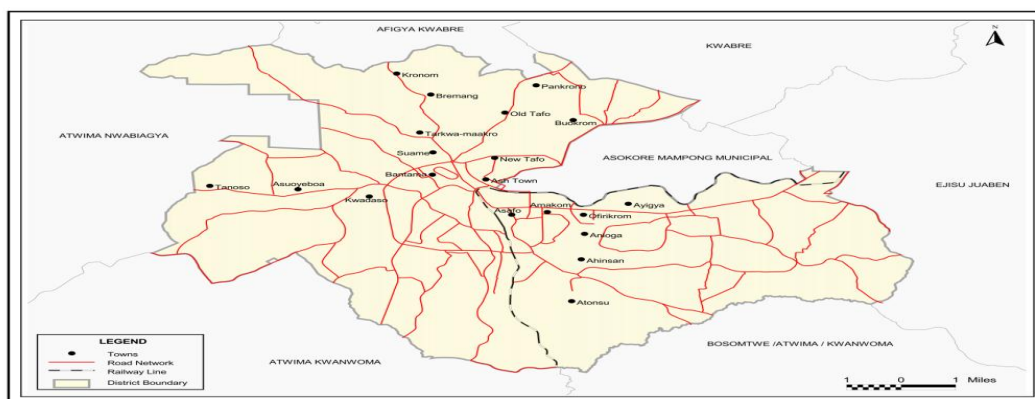 AFIGYA KWABRE
N
KWABRE
Kronom
Pankrono
Bremang
Old Tafo
Buokrom
ATWIMA NWABIAGYA
Tarkwa-maakro
Suame
New Tafo
ASOKORE MAMPONG MUNICIPAL
Bantama
Ash Town
EJISU JUABEN
Tanoso
Asuoyeboa
Kwadaso
Ayigya
Asafo
Amakom
Ofirikrom
Anloga
Ahinsan
Atonsu
LEGEND
Towns
Road Network
Railway Line
District Boundary
ATWIMA KWANWOMA
BOSOMTWE /ATWIMA / KWANWOMA
1 0 1 Miles